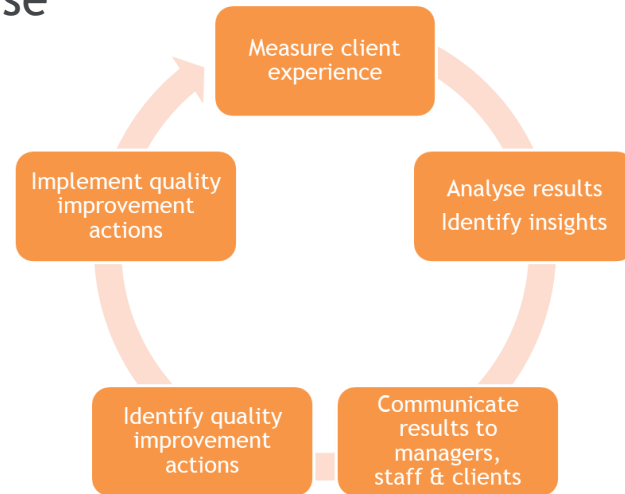 se
Measure client
experience
Analyse results
Identify insights
Communicate
results to
managers,
staff & clients
Identify quality
improvement
actions
Implement quality
improvement
actions